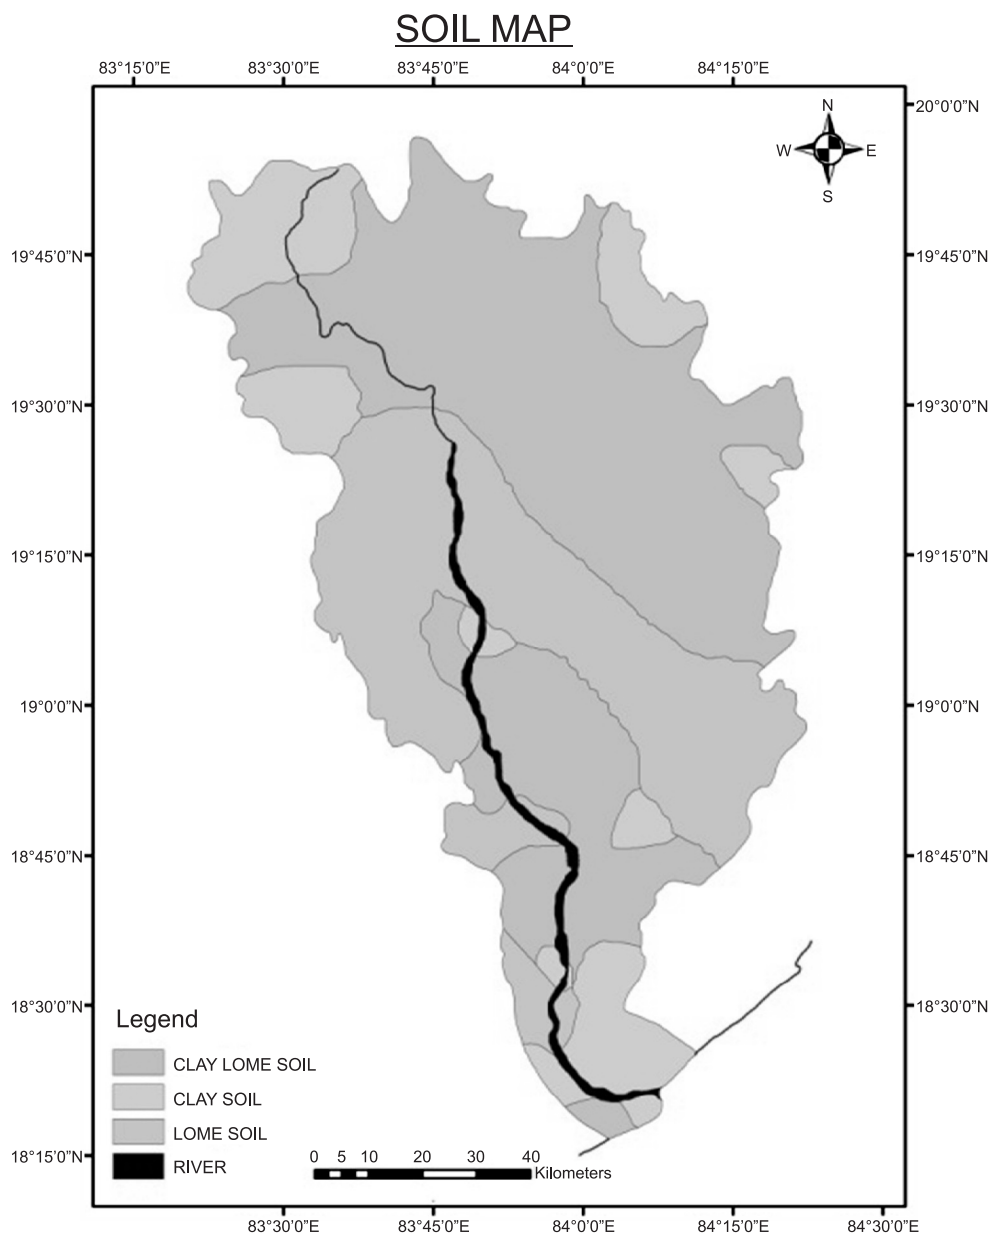 SOIL MAP
83°15'0"E 83°30'0"E 83°45'0"E 84°0'0"E 84°15'0"E
N
W E
S
20°0'0"N
19°45'0"N 19°45'0"N
19°30'0"N 19°30'0"N
19°15'0"N 19°15'0"N
19°0'0"N 19°0'0"N
18°45'0"N 18°45'0"N
18°30'0"N 18°30'0"N
Legend
CLAY LOME SOIL
CLAY SOIL
LOME SOIL
RIVER
0 5 10 20 30 40
Kilometers
18°15'0"N 18°15'0"N
83°30'0"E 83°45'0"E 84°0'0"E 84°15'0"E 84°30'0"E